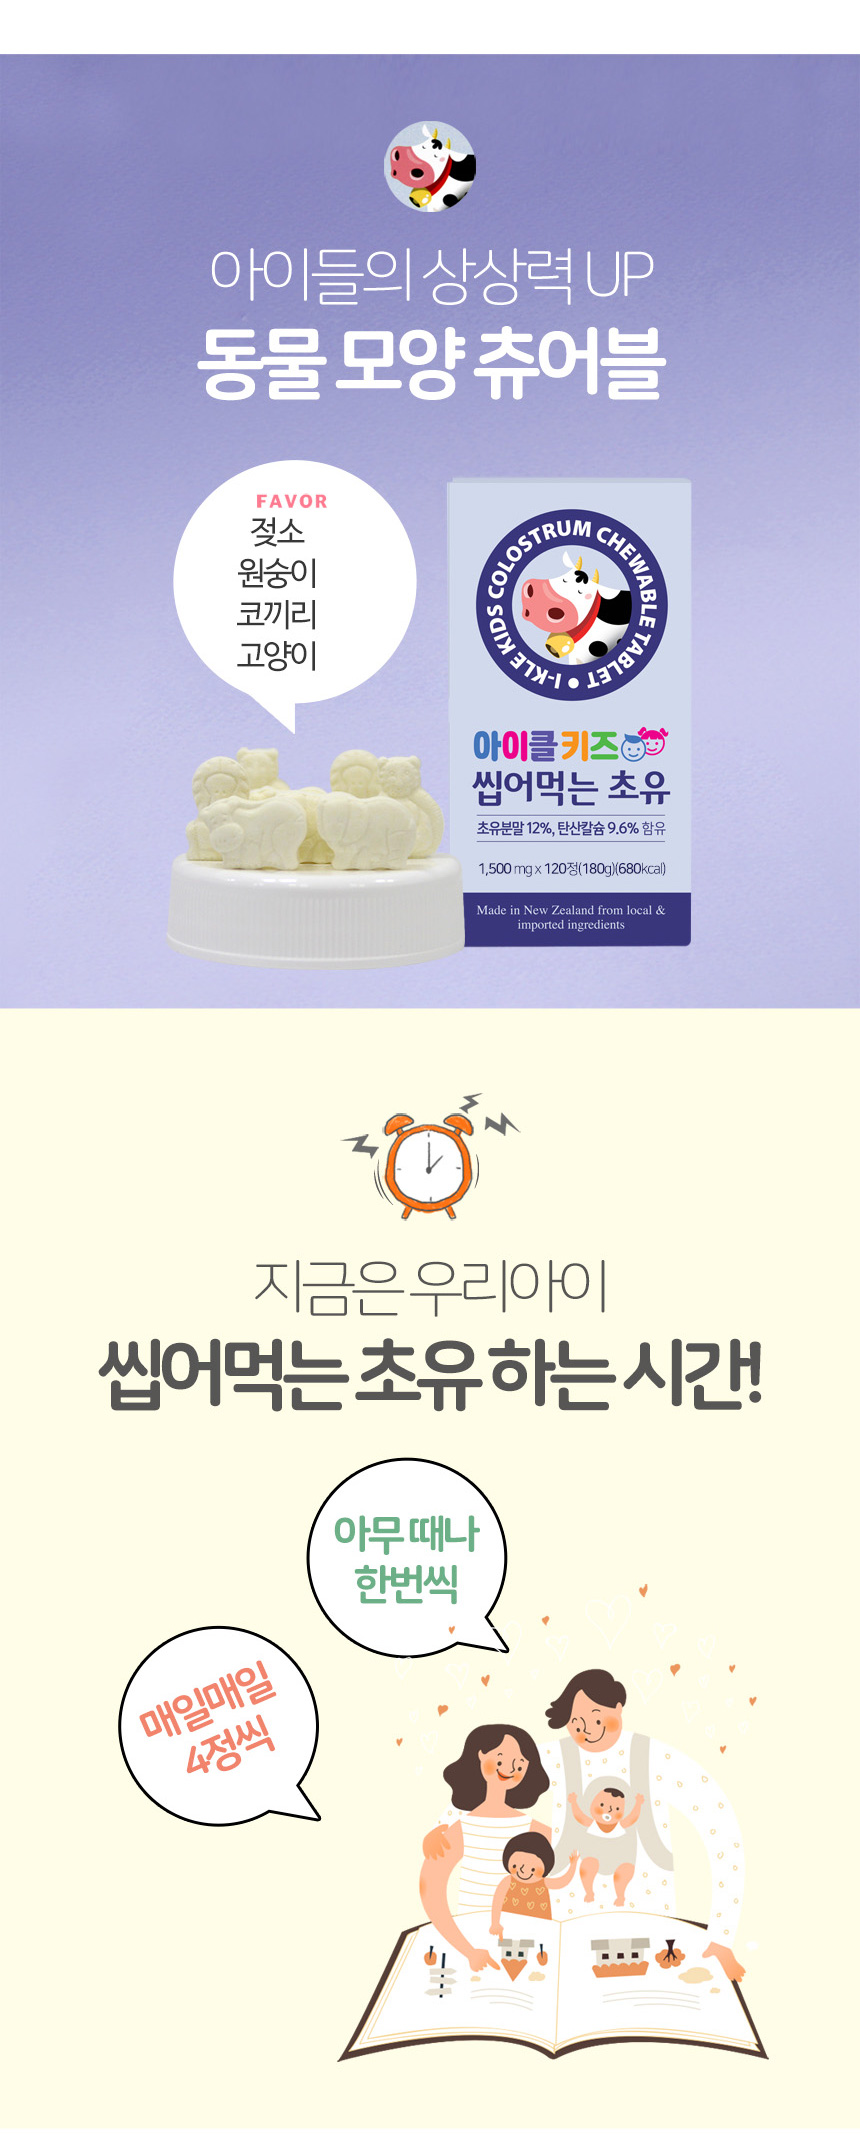 아이들의 상상력 UP
동물 모양 츄어블
FAVOR
젖소
원숭이
코끼리
고양이
I-KLE KIDS COLOSTRUM CHEWABLE TABLET
아이클 키즈
씹어먹는 초유
초유분말 12%, 탄산칼슘 9.6% 함유
1,500 mg x 120정(180g)(680kcal)
Made in New Zealand from local &
imported ingredients
지금은 우리아이
씹어먹는 초유 하는 시간!
아무 때나
한번씩
매일매일
4정씩